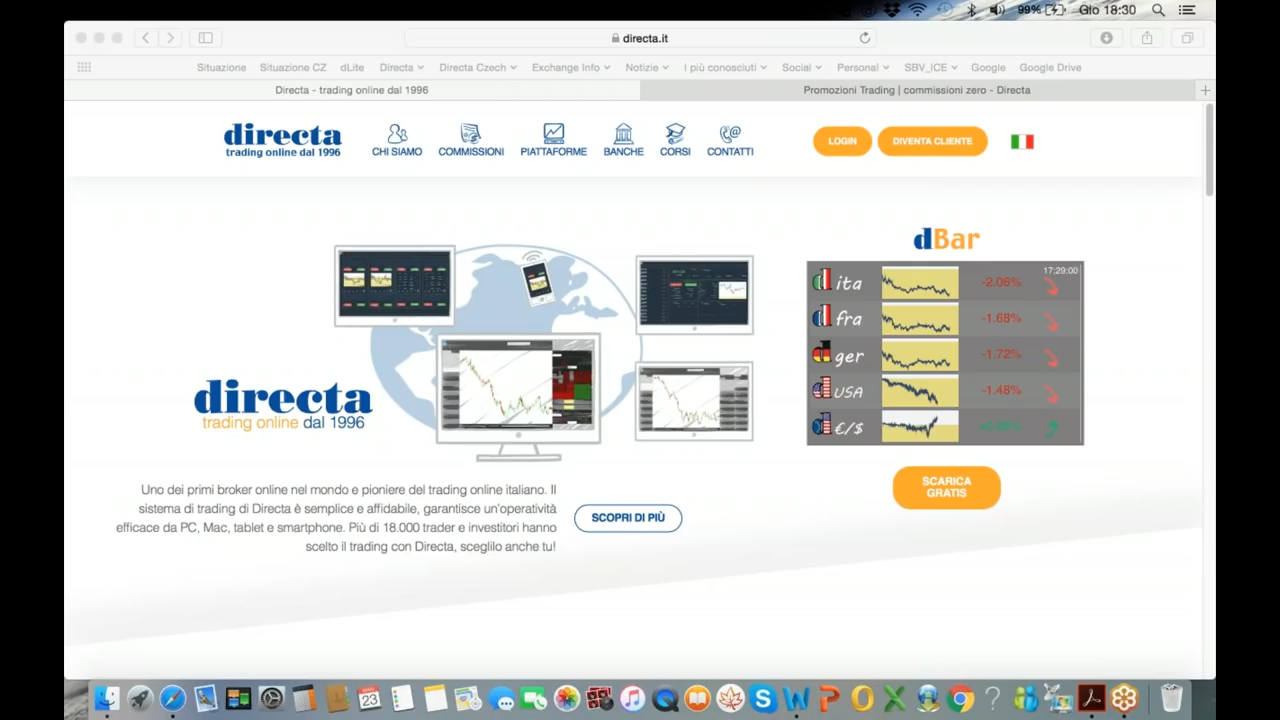 99% Gio 18:30
directa.it
Situazione Situazione CZ dLite Directa Directa Czech Exchange Info Notizie I più conosciuti Social Personal SBV_ICE Google Google Drive
Directa - trading online dal 1996 Promozioni Trading | commissioni zero - Directa
directa
trading online dal 1996
CHI SIAMO COMMISSIONI PIATTAFORME BANCHE CORSI CONTATTI
LOGIN DIVENTA CLIENTE
dBar
17:29:00
ita -2.06%
fra -1.68%
ger -1.72%
USA -1.48%
€/$
directa
trading online dal 1996
SCARICA
GRATIS
Uno dei primi broker online nel mondo e pioniere del trading online italiano. Il
sistema di trading di Directa è semplice e affidabile, garantisce un'operatività
efficace da PC, Mac, tablet e smartphone. Più di 18.000 trader e investitori hanno
scelto il trading con Directa, sceglilo anche tu!
SCOPRI DI PIÙ
23